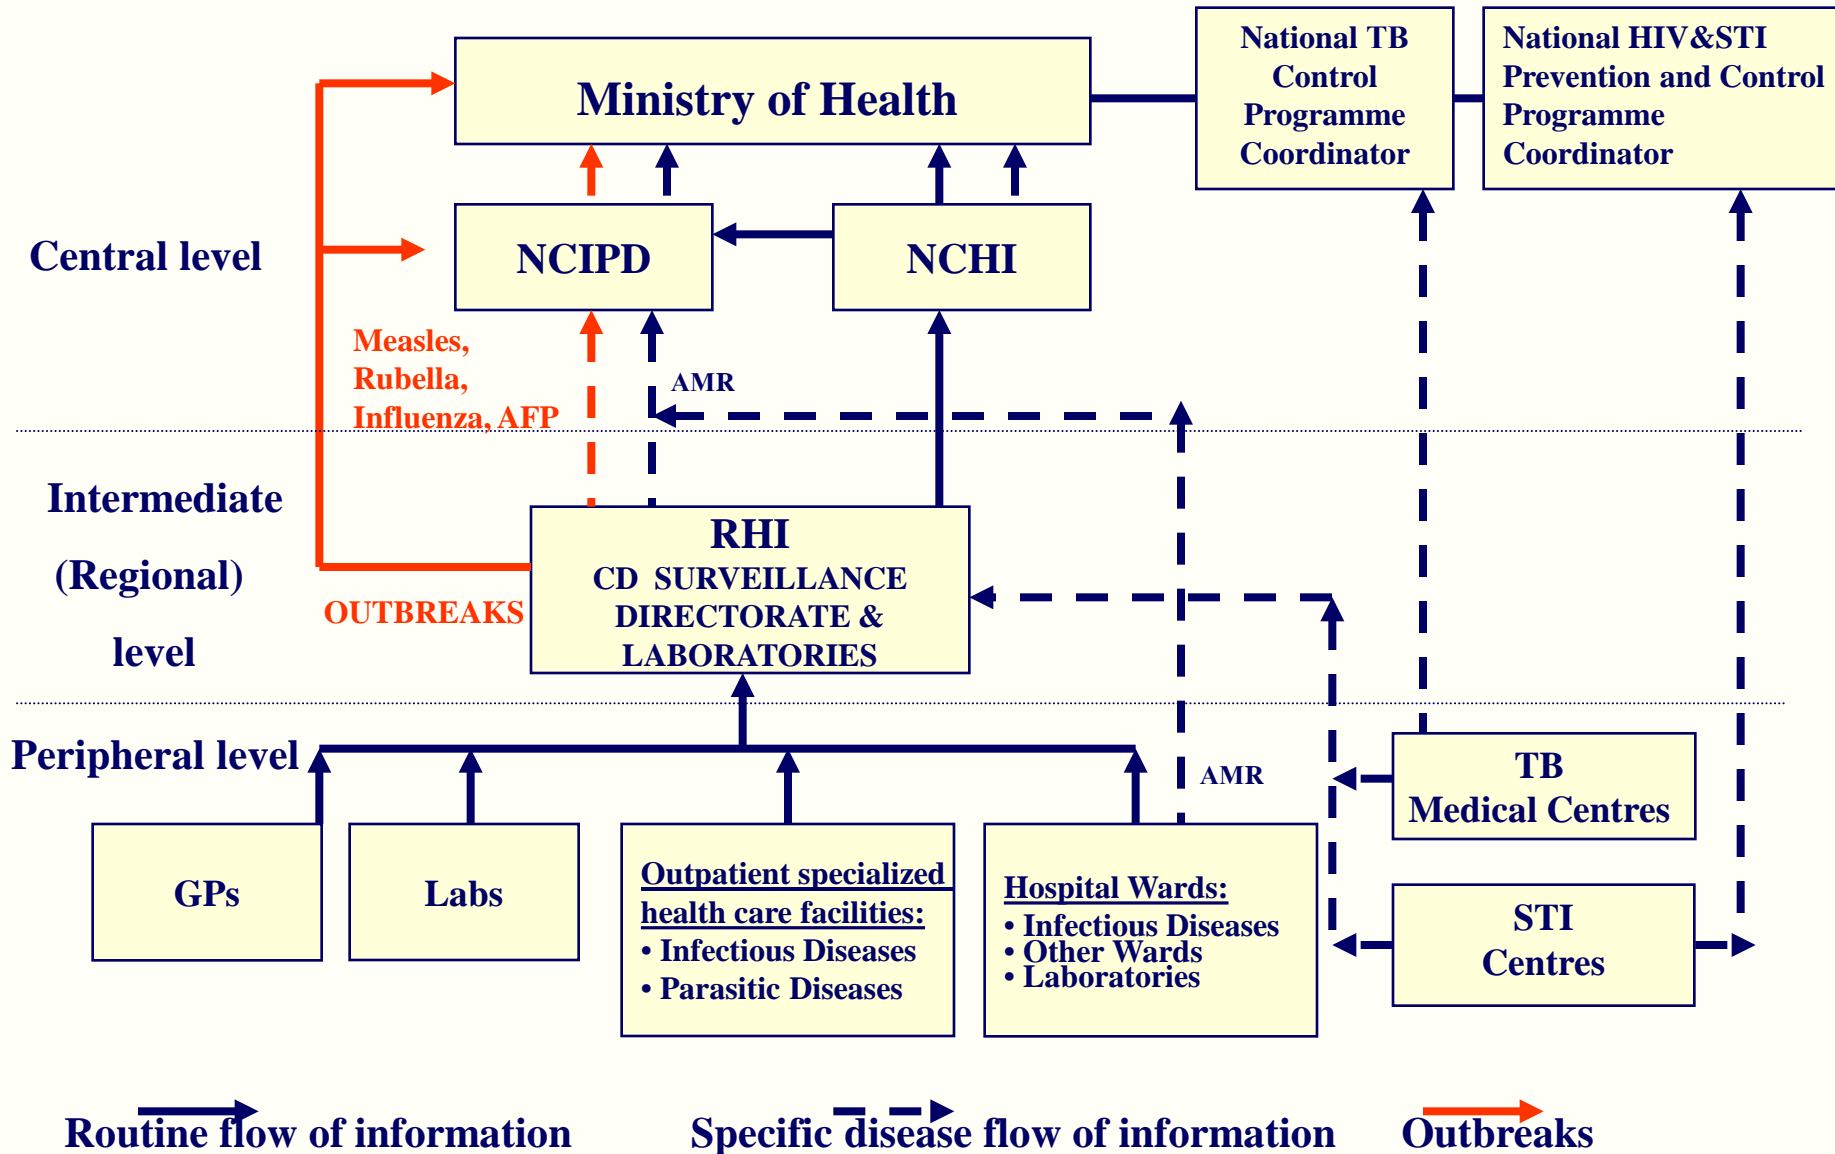 National TB
Control
Programme
Coordinator
National HIV&STI
Prevention and Control
Programme
Coordinator
Ministry of Health
Central level
NCIPD
NCHI
Measles,
Rubella,
Influenza, AFP
AMR
Intermediate
(Regional)
level
RHI
CD SURVEILLANCE
DIRECTORATE &
LABORATORIES
OUTBREAKS
Peripheral level
AMR
TB
Medical Centres
GPs
Labs
Outpatient specialized
health care facilities:
• Infectious Diseases
• Parasitic Diseases
Hospital Wards:
• Infectious Diseases
• Other Wards
• Laboratories
STI
Centres
Routine flow of information
Specific disease flow of information
Outbreaks